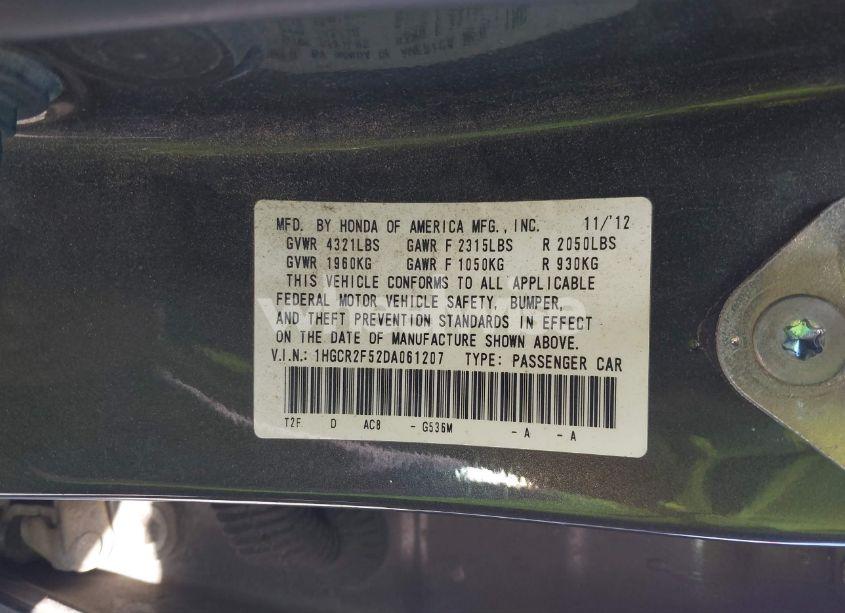 MFD. BY HONDA OF AMERICA MFG., INC. 11/'12
GVWR 4321LBS GAWR F 2315LBS R 2050LBS
GVWR 1960KG GAWR F 1050KG R 930KG
THIS VEHICLE CONFORMS TO ALL APPLICABLE
FEDERAL MOTOR VEHICLE SAFETY, BUMPER,
AND THEFT PREVENTION STANDARDS IN EFFECT
ON THE DATE OF MANUFACTURE SHOWN ABOVE.
V.I.N.: 1HGCR2F52DA061207 TYPE: PASSENGER CAR
T2F D AC8 - G536M - A - A